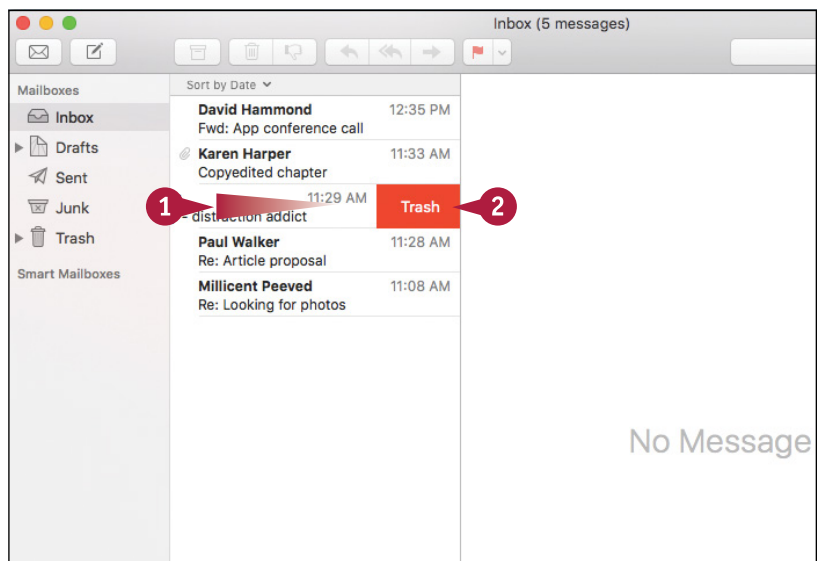 Inbox (5 messages)
Mailboxes
Inbox
Drafts
Sent
Junk
Trash
Smart Mailboxes
Sort by Date
David Hammond 12:35 PM
Fwd: App conference call
Karen Harper 11:33 AM
Copyedited chapter
1 11:29 AM Trash 2
- distraction addict
Paul Walker 11:28 AM
Re: Article proposal
Millicent Peeved 11:08 AM
Re: Looking for photos
No Message